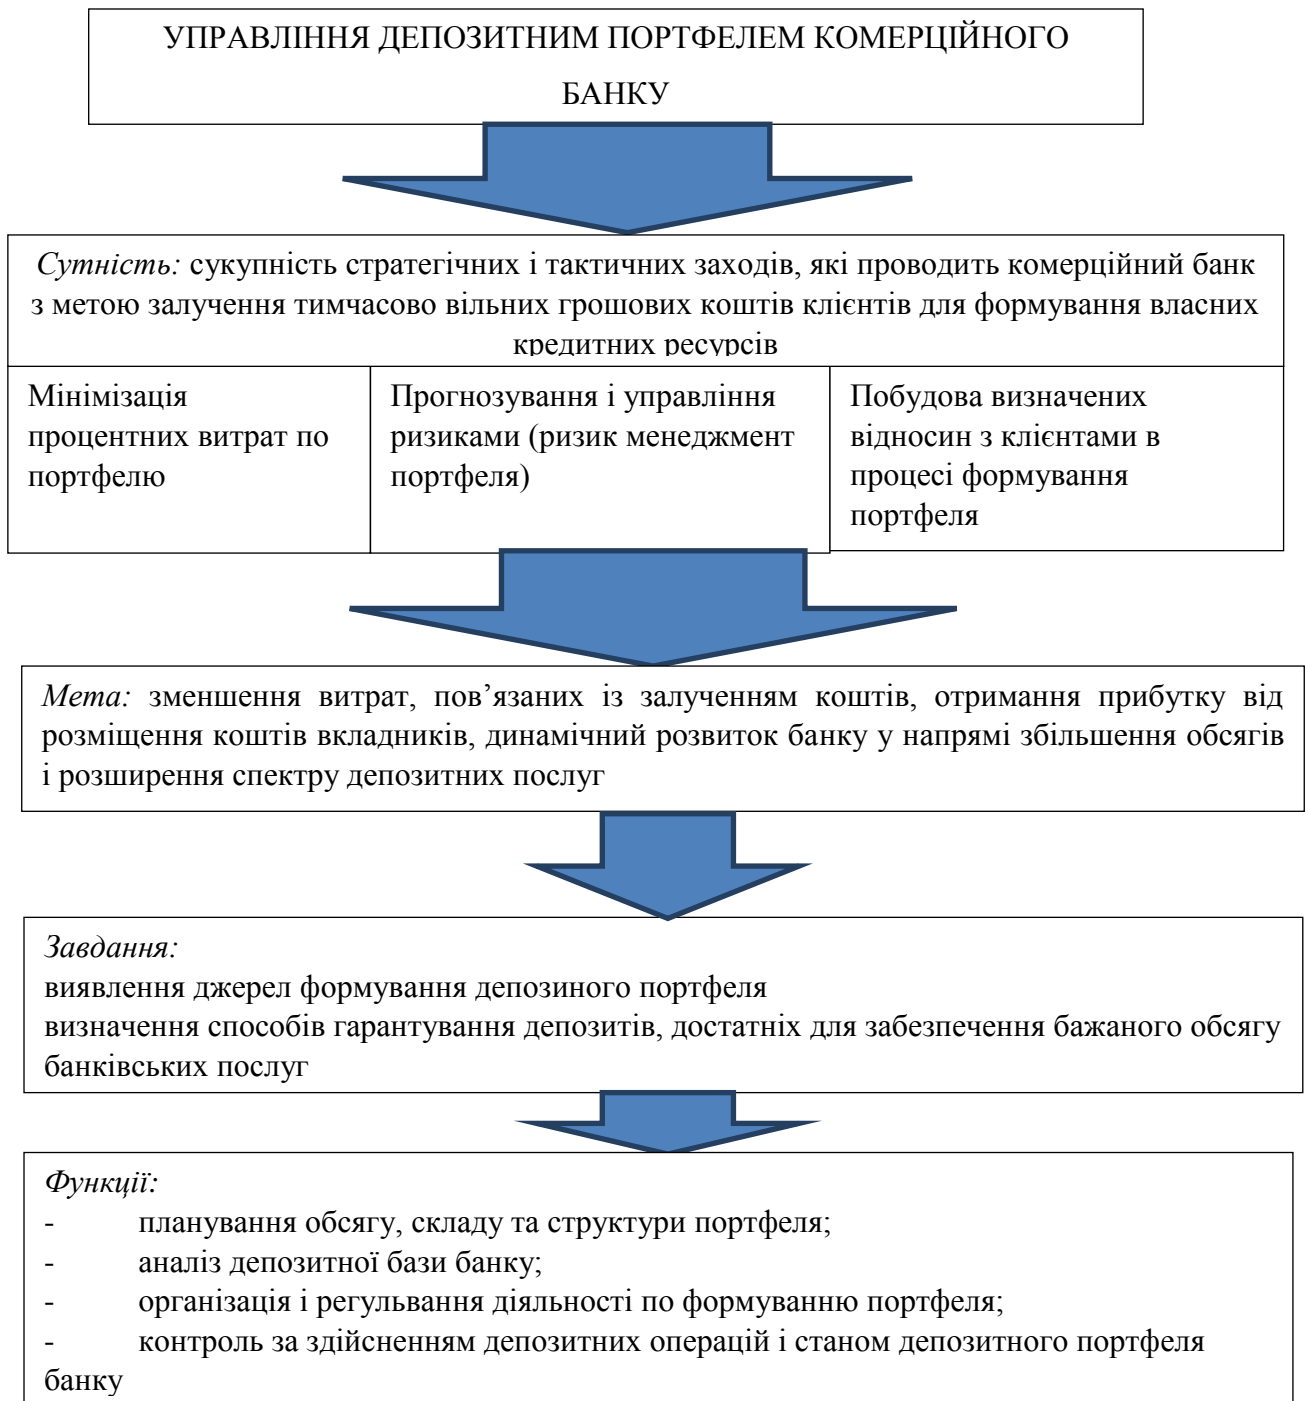 УПРАВЛІННЯ ДЕПОЗИТНИМ ПОРТФЕЛЕМ КОМЕРЦІЙНОГО
БАНКУ
Сутність: сукупність стратегічних і тактичних заходів, які проводить комерційний банк
з метою залучення тимчасово вільних грошових коштів клієнтів для формування власних
кредитних ресурсів
Мінімізація
процентних витрат по
портфелю
Прогнозування і управління
ризиками (ризик менеджмент
портфеля)
Побудова визначених
відносин з клієнтами в
процесі формування
портфеля
Мета: зменшення витрат, пов’язаних із залученням коштів, отримання прибутку від
розміщення коштів вкладників, динамічний розвиток банку у напрямі збільшення обсягів
і розширення спектру депозитних послуг
Завдання:
виявлення джерел формування депозиного портфеля
визначення способів гарантування депозитів, достатніх для забезпечення бажаного обсягу
банківських послуг
Функції:
- планування обсягу, складу та структури портфеля;
- аналіз депозитної бази банку;
- організація і регульвання діяльності по формуванню портфеля;
- контроль за здійсненням депозитних операцій і станом депозитного портфеля
банку